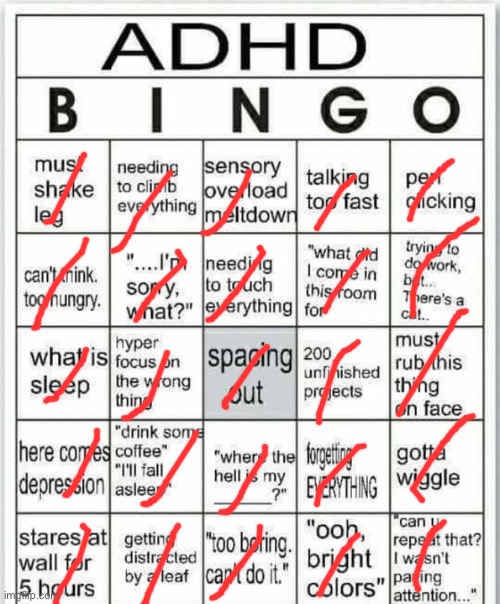 ADHD
B I N G O
must
shake
leg
needing
to climb
everything
sensory
overload
meltdown
talking
too fast
pen
clicking
can't think.
too hungry.
"....I'm
sorry,
what?"
needing
to touch
everything
"what did
I come in
this room
for
trying to
do work,
but...
There's a
cat..
what is
sleep
hyper
focus on
the wrong
thing
spacing
out
200
unfinished
projects
must
rub this
thing
on face
here comes
depression
"drink some
coffee"
"I'll fall
asleep"
"where the
hell is my
______?"
forgetting
EVERYTHING
gotta
wiggle
stares at
wall for
5 hours
getting
distracted
by a leaf
"too boring.
can't do it."
"ooh,
bright
colors"
"can u
repeat that?
I wasn't
paying
attention..."
imgflip.com